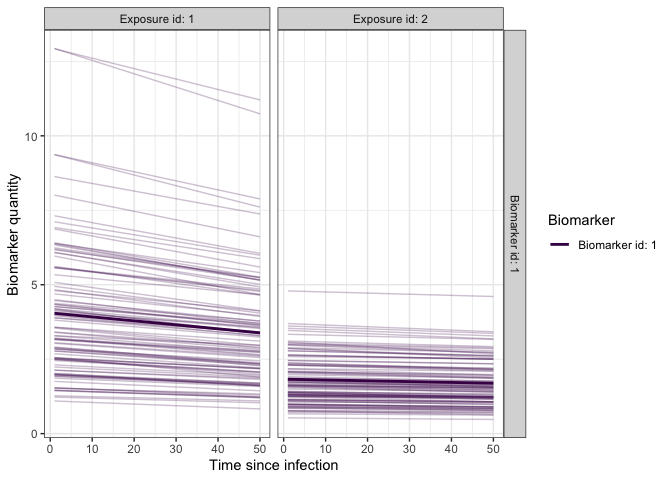 Exposure id: 1
Exposure id: 2
Biomarker quantity
10
5
0
Biomarker id: 1
Biomarker
Biomarker id: 1
0 10 20 30 40 50
0 10 20 30 40 50
Time since infection